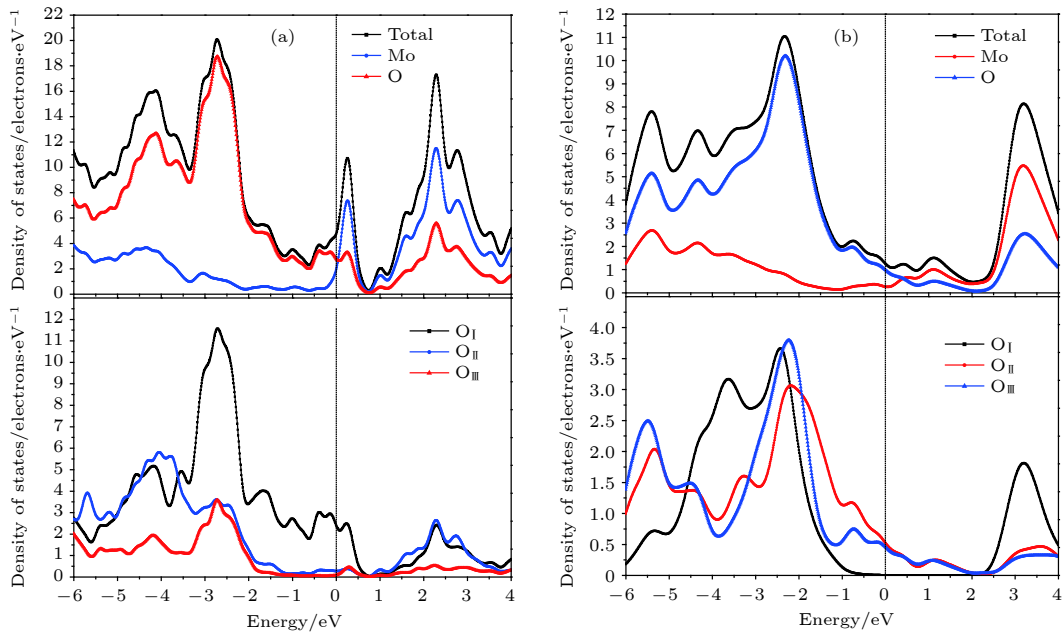 (a)
Total
Mo
O
Density of states/electrons·eV⁻¹
22
20
18
16
14
12
10
8
6
4
2
0
O_Ⅰ
O_Ⅱ
O_Ⅲ
Density of states/electrons·eV⁻¹
12
11
10
9
8
7
6
5
4
3
2
1
0
−6 −5 −4 −3 −2 −1 0 1 2 3 4
Energy/eV
(b)
Total
Mo
O
Density of states/electrons·eV⁻¹
12
11
10
9
8
7
6
5
4
3
2
1
0
O_Ⅰ
O_Ⅱ
O_Ⅲ
Density of states/electrons·eV⁻¹
4.0
3.5
3.0
2.5
2.0
1.5
1.0
0.5
0
−6 −5 −4 −3 −2 −1 0 1 2 3 4
Energy/eV